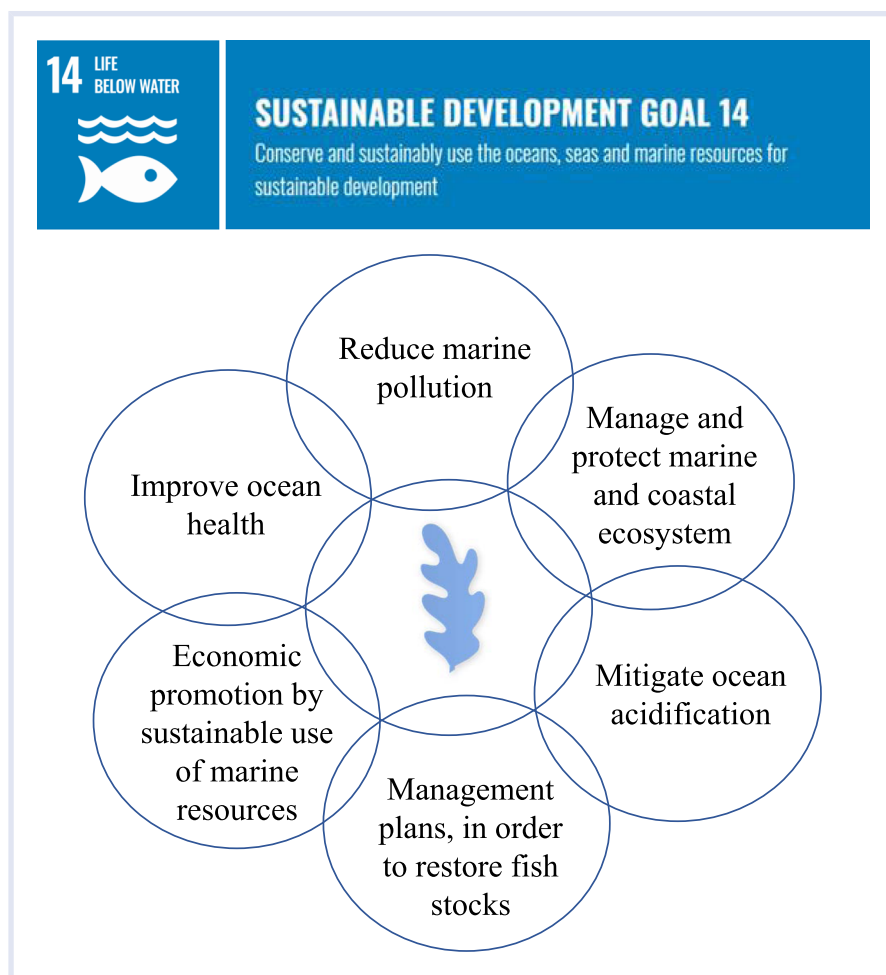 14 LIFE
BELOW WATER
SUSTAINABLE DEVELOPMENT GOAL 14
Conserve and sustainably use the oceans, seas and marine resources for
sustainable development
Reduce marine
pollution
Manage and
protect marine
and coastal
ecosystem
Improve ocean
health
Mitigate ocean
acidification
Economic
promotion by
sustainable use
of marine
resources
Management
plans, in order
to restore fish
stocks